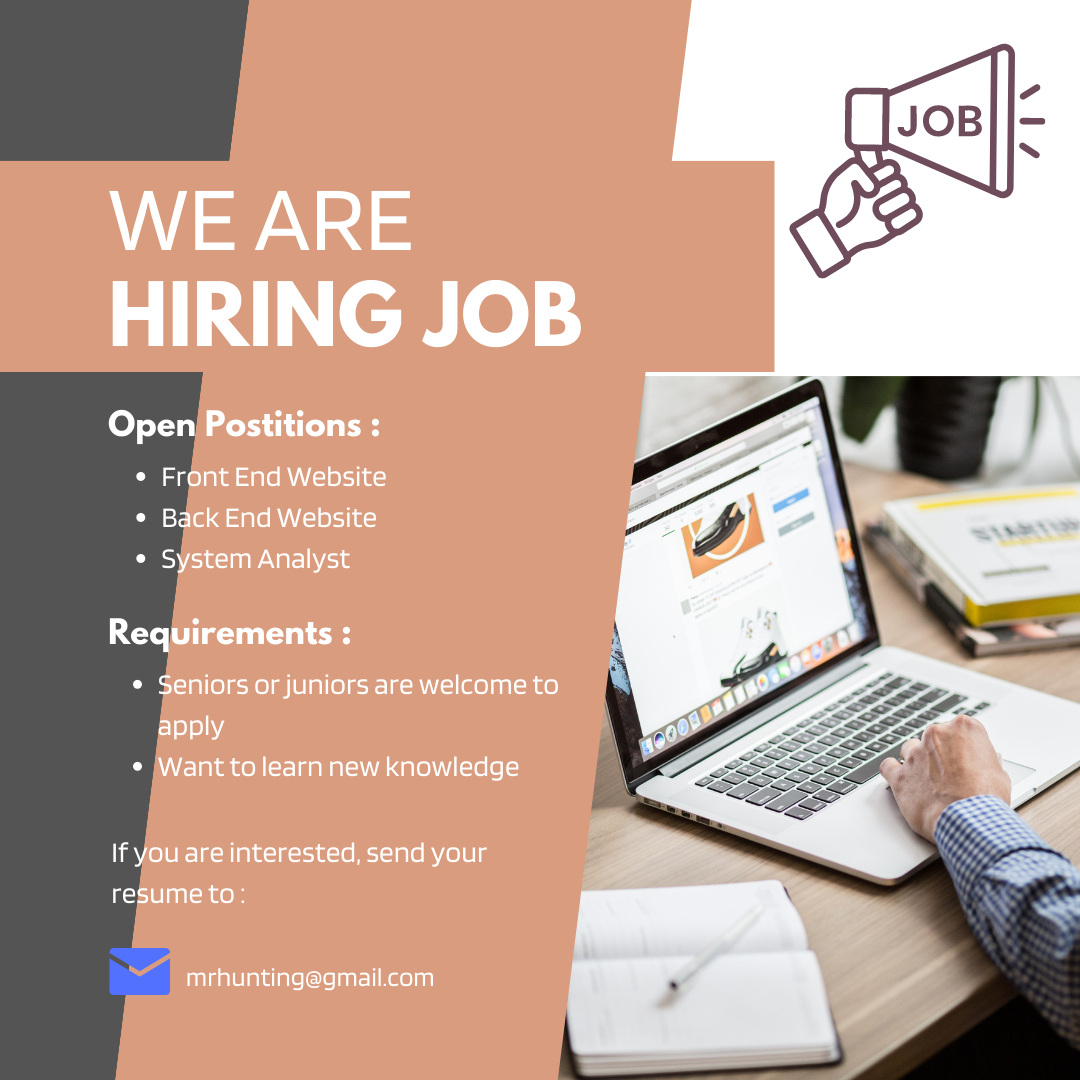 JOB
WE ARE
HIRING JOB
Open Postitions :
• Front End Website
• Back End Website
• System Analyst
Requirements :
• Seniors or juniors are welcome to
apply
• Want to learn new knowledge
If you are interested, send your
resume to :
mrhunting@gmail.com